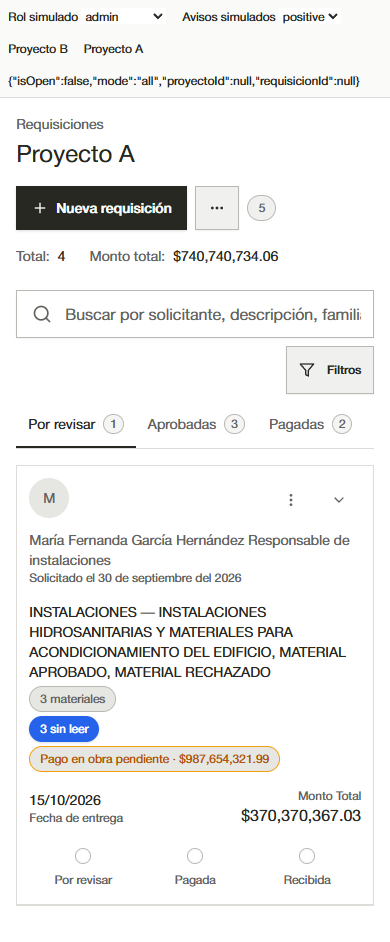 Rol simulado admin Avisos simulados positive
Proyecto B Proyecto A
{"isOpen":false,"mode":"all","proyectoId":null,"requisicionId":null}
Requisiciones
Proyecto A
+ Nueva requisición ... 5
Total: 4 Monto total: $740,740,734.06
Buscar por solicitante, descripción, famili
Filtros
Por revisar 1 Aprobadas 3 Pagadas 2
M
María Fernanda García Hernández Responsable de
instalaciones
Solicitado el 30 de septiembre del 2026
INSTALACIONES — INSTALACIONES
HIDROSANITARIAS Y MATERIALES PARA
ACONDICIONAMIENTO DEL EDIFICIO, MATERIAL
APROBADO, MATERIAL RECHAZADO
3 materiales
3 sin leer
Pago en obra pendiente · $987,654,321.99
15/10/2026
Fecha de entrega
Monto Total
$370,370,367.03
Por revisar Pagada Recibida